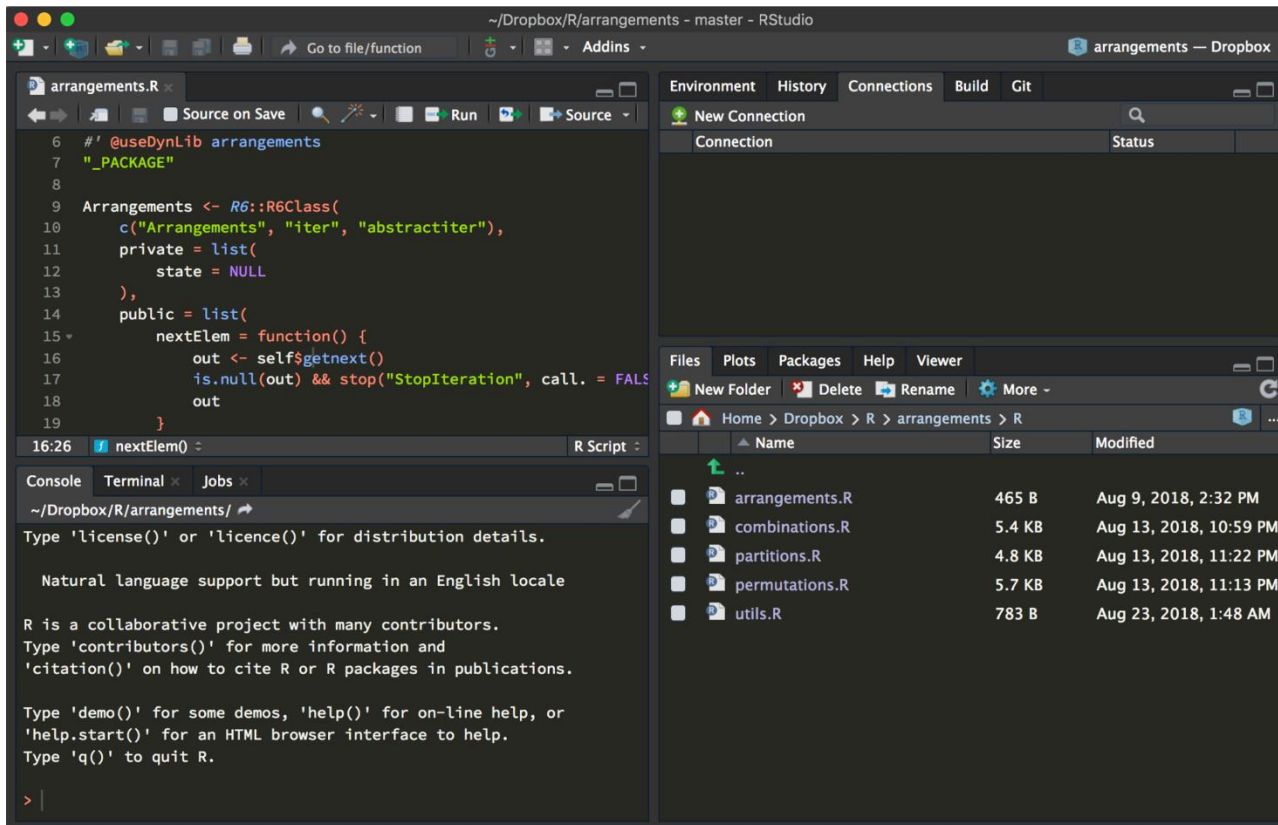 ~/Dropbox/R/arrangements - master - RStudio
Go to file/function Addins arrangements — Dropbox
arrangements.R
Source on Save Run Source
6 #' @useDynLib arrangements
7 "_PACKAGE"
8
9 Arrangements <- R6::R6Class(
10     c("Arrangements", "iter", "abstractiter"),
11     private = list(
12         state = NULL
13     ),
14     public = list(
15         nextElem = function() {
16             out <- self$getnext()
17             is.null(out) && stop("StopIteration", call. = FALS
18             out
19         }
16:26 nextElem() R Script
Console Terminal Jobs
~/Dropbox/R/arrangements/
Type 'license()' or 'licence()' for distribution details.
  Natural language support but running in an English locale
R is a collaborative project with many contributors.
Type 'contributors()' for more information and
'citation()' on how to cite R or R packages in publications.
Type 'demo()' for some demos, 'help()' for on-line help, or
'help.start()' for an HTML browser interface to help.
Type 'q()' to quit R.
>
Environment History Connections Build Git
New Connection
Connection Status
Files Plots Packages Help Viewer
New Folder Delete Rename More
Home > Dropbox > R > arrangements > R ...
Name Size Modified
..
arrangements.R 465 B Aug 9, 2018, 2:32 PM
combinations.R 5.4 KB Aug 13, 2018, 10:59 PM
partitions.R 4.8 KB Aug 13, 2018, 11:22 PM
permutations.R 5.7 KB Aug 13, 2018, 11:13 PM
utils.R 783 B Aug 23, 2018, 1:48 AM